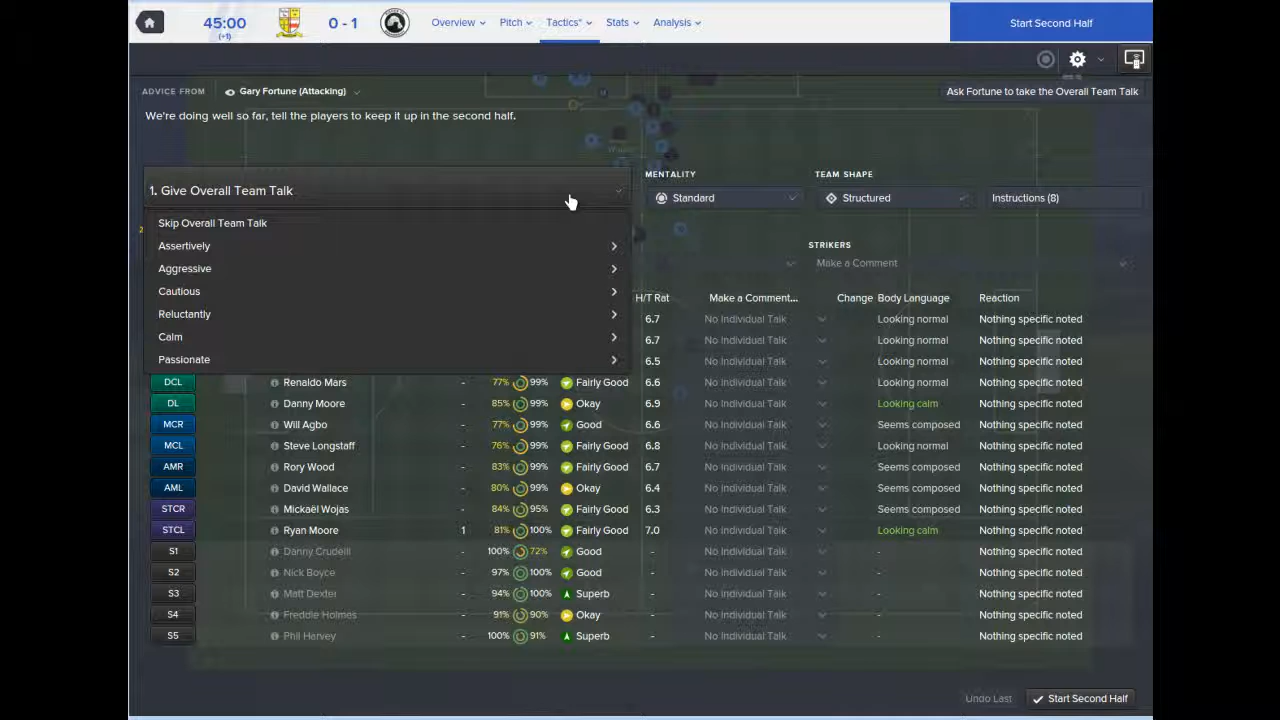 45:00
(+1)
0 - 1
Overview
Pitch
Tactics*
Stats
Analysis
Start Second Half
ADVICE FROM
Gary Fortune (Attacking)
Ask Fortune to take the Overall Team Talk
We're doing well so far, tell the players to keep it up in the second half.
1. Give Overall Team Talk
MENTALITY
Standard
TEAM SHAPE
Structured
Instructions (8)
Skip Overall Team Talk
Assertively
Aggressive
Cautious
Reluctantly
Calm
Passionate
STRIKERS
Make a Comment
H/T Rat Make a Comment... Change Body Language Reaction
6.7 No Individual Talk Looking normal Nothing specific noted
6.7 No Individual Talk Looking normal Nothing specific noted
6.5 No Individual Talk Looking normal Nothing specific noted
DCL Renaldo Mars - 77% 99% Fairly Good 6.6 No Individual Talk Looking normal Nothing specific noted
DL Danny Moore - 85% 99% Okay 6.9 No Individual Talk Looking calm Nothing specific noted
MCR Will Agbo - 77% 99% Good 6.6 No Individual Talk Seems composed Nothing specific noted
MCL Steve Longstaff - 76% 99% Fairly Good 6.8 No Individual Talk Looking normal Nothing specific noted
AMR Rory Wood - 83% 99% Fairly Good 6.7 No Individual Talk Seems composed Nothing specific noted
AML David Wallace - 80% 99% Okay 6.4 No Individual Talk Seems composed Nothing specific noted
STCR Mickaël Wojas - 84% 95% Fairly Good 6.3 No Individual Talk Seems composed Nothing specific noted
STCL Ryan Moore 1 81% 100% Fairly Good 7.0 No Individual Talk Looking calm Nothing specific noted
S1 Danny Crudeili - 100% 72% Good - No Individual Talk - Nothing specific noted
S2 Nick Boyce - 97% 100% Good - No Individual Talk - Nothing specific noted
S3 Matt Dexter - 94% 100% Superb - No Individual Talk - Nothing specific noted
S4 Freddie Holmes - 91% 90% Okay - No Individual Talk - Nothing specific noted
S5 Phil Harvey - 100% 91% Superb - No Individual Talk - Nothing specific noted
Undo Last
Start Second Half